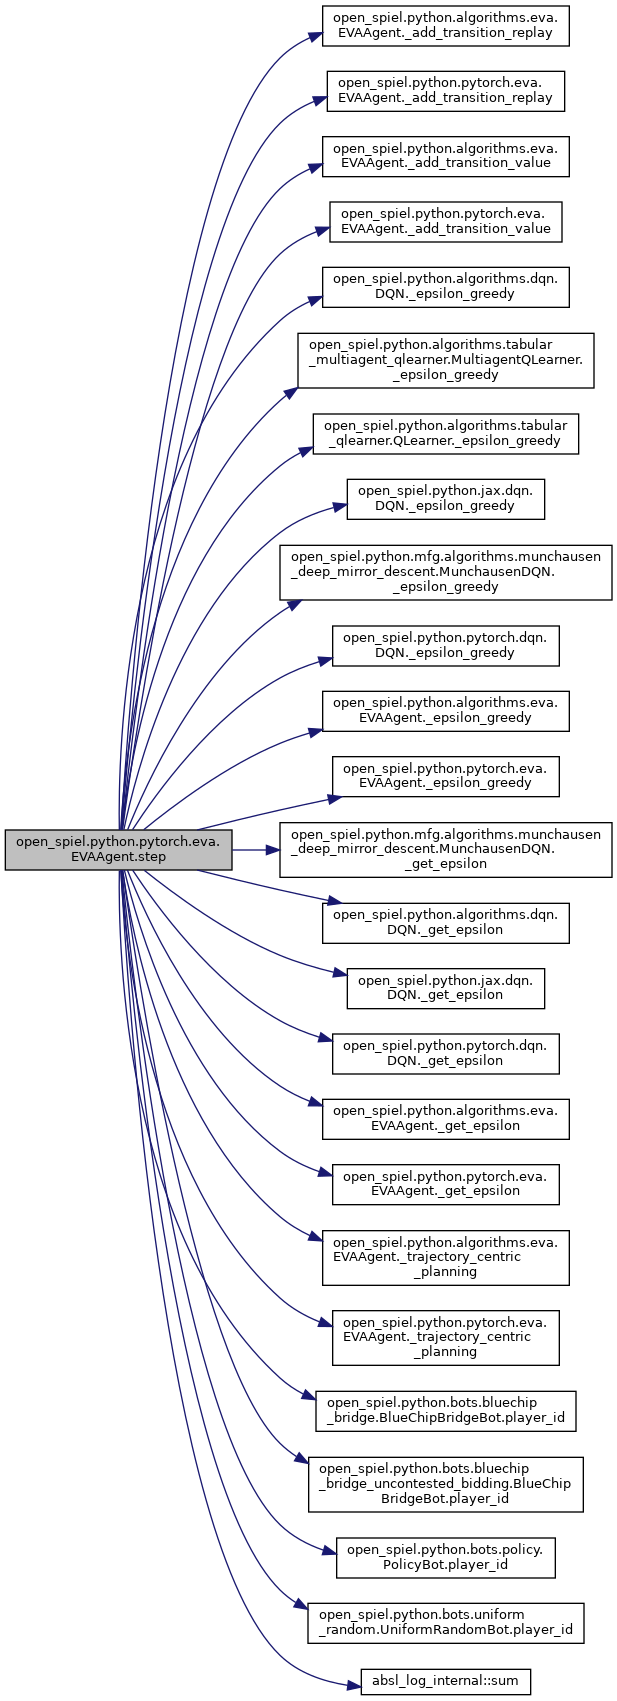 open_spiel.python.algorithms.eva.
EVAAgent._add_transition_replay
open_spiel.python.pytorch.eva.
EVAAgent._add_transition_replay
open_spiel.python.algorithms.eva.
EVAAgent._add_transition_value
open_spiel.python.pytorch.eva.
EVAAgent._add_transition_value
open_spiel.python.algorithms.dqn.
DQN._epsilon_greedy
open_spiel.python.algorithms.tabular
_multiagent_qlearner.MultiagentQLearner.
_epsilon_greedy
open_spiel.python.algorithms.tabular
_qlearner.QLearner._epsilon_greedy
open_spiel.python.jax.dqn.
DQN._epsilon_greedy
open_spiel.python.mfg.algorithms.munchausen
_deep_mirror_descent.MunchausenDQN.
_epsilon_greedy
open_spiel.python.pytorch.dqn.
DQN._epsilon_greedy
open_spiel.python.algorithms.eva.
EVAAgent._epsilon_greedy
open_spiel.python.pytorch.eva.
EVAAgent._epsilon_greedy
open_spiel.python.pytorch.eva.
EVAAgent.step
open_spiel.python.mfg.algorithms.munchausen
_deep_mirror_descent.MunchausenDQN.
_get_epsilon
open_spiel.python.algorithms.dqn.
DQN._get_epsilon
open_spiel.python.jax.dqn.
DQN._get_epsilon
open_spiel.python.pytorch.dqn.
DQN._get_epsilon
open_spiel.python.algorithms.eva.
EVAAgent._get_epsilon
open_spiel.python.pytorch.eva.
EVAAgent._get_epsilon
open_spiel.python.algorithms.eva.
EVAAgent._trajectory_centric
_planning
open_spiel.python.pytorch.eva.
EVAAgent._trajectory_centric
_planning
open_spiel.python.bots.bluechip
_bridge.BlueChipBridgeBot.player_id
open_spiel.python.bots.bluechip
_bridge_uncontested_bidding.BlueChip
BridgeBot.player_id
open_spiel.python.bots.policy.
PolicyBot.player_id
open_spiel.python.bots.uniform
_random.UniformRandomBot.player_id
absl_log_internal::sum